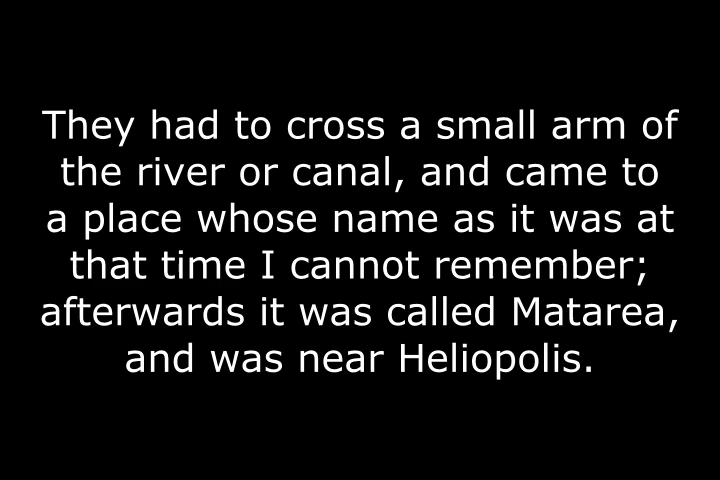 They had to cross a small arm of
the river or canal, and came to
a place whose name as it was at
that time I cannot remember;
afterwards it was called Matarea,
and was near Heliopolis.